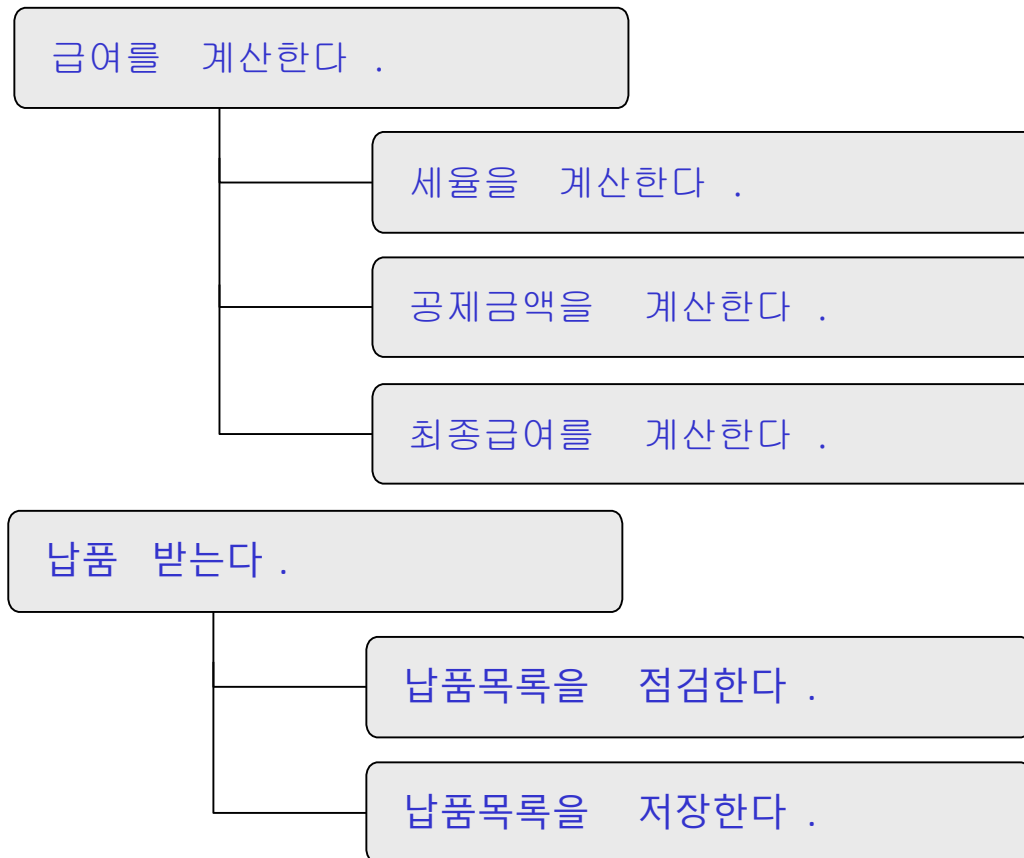 급여를 계산한다 .
세율을 계산한다 .
공제금액을 계산한다 .
최종급여를 계산한다 .
납품 받는다 .
납품목록을 점검한다 .
납품목록을 저장한다 .